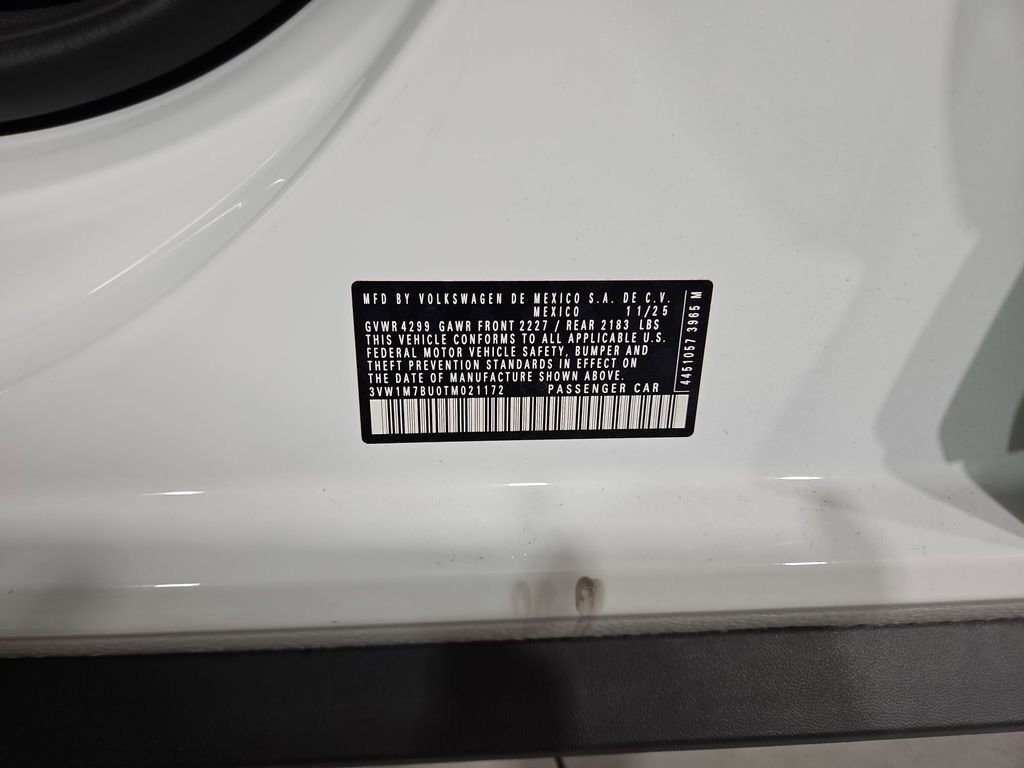 MFD BY VOLKSWAGEN DE MEXICO S.A. DE C.V.
MEXICO 11/25
GVWR 4299 GAWR FRONT 2227 / REAR 2183 LBS
THIS VEHICLE CONFORMS TO ALL APPLICABLE U.S.
FEDERAL MOTOR VEHICLE SAFETY, BUMPER AND
THEFT PREVENTION STANDARDS IN EFFECT ON
THE DATE OF MANUFACTURE SHOWN ABOVE.
3VW1M7BU0TM021172 PASSENGER CAR
4451057 3965 M